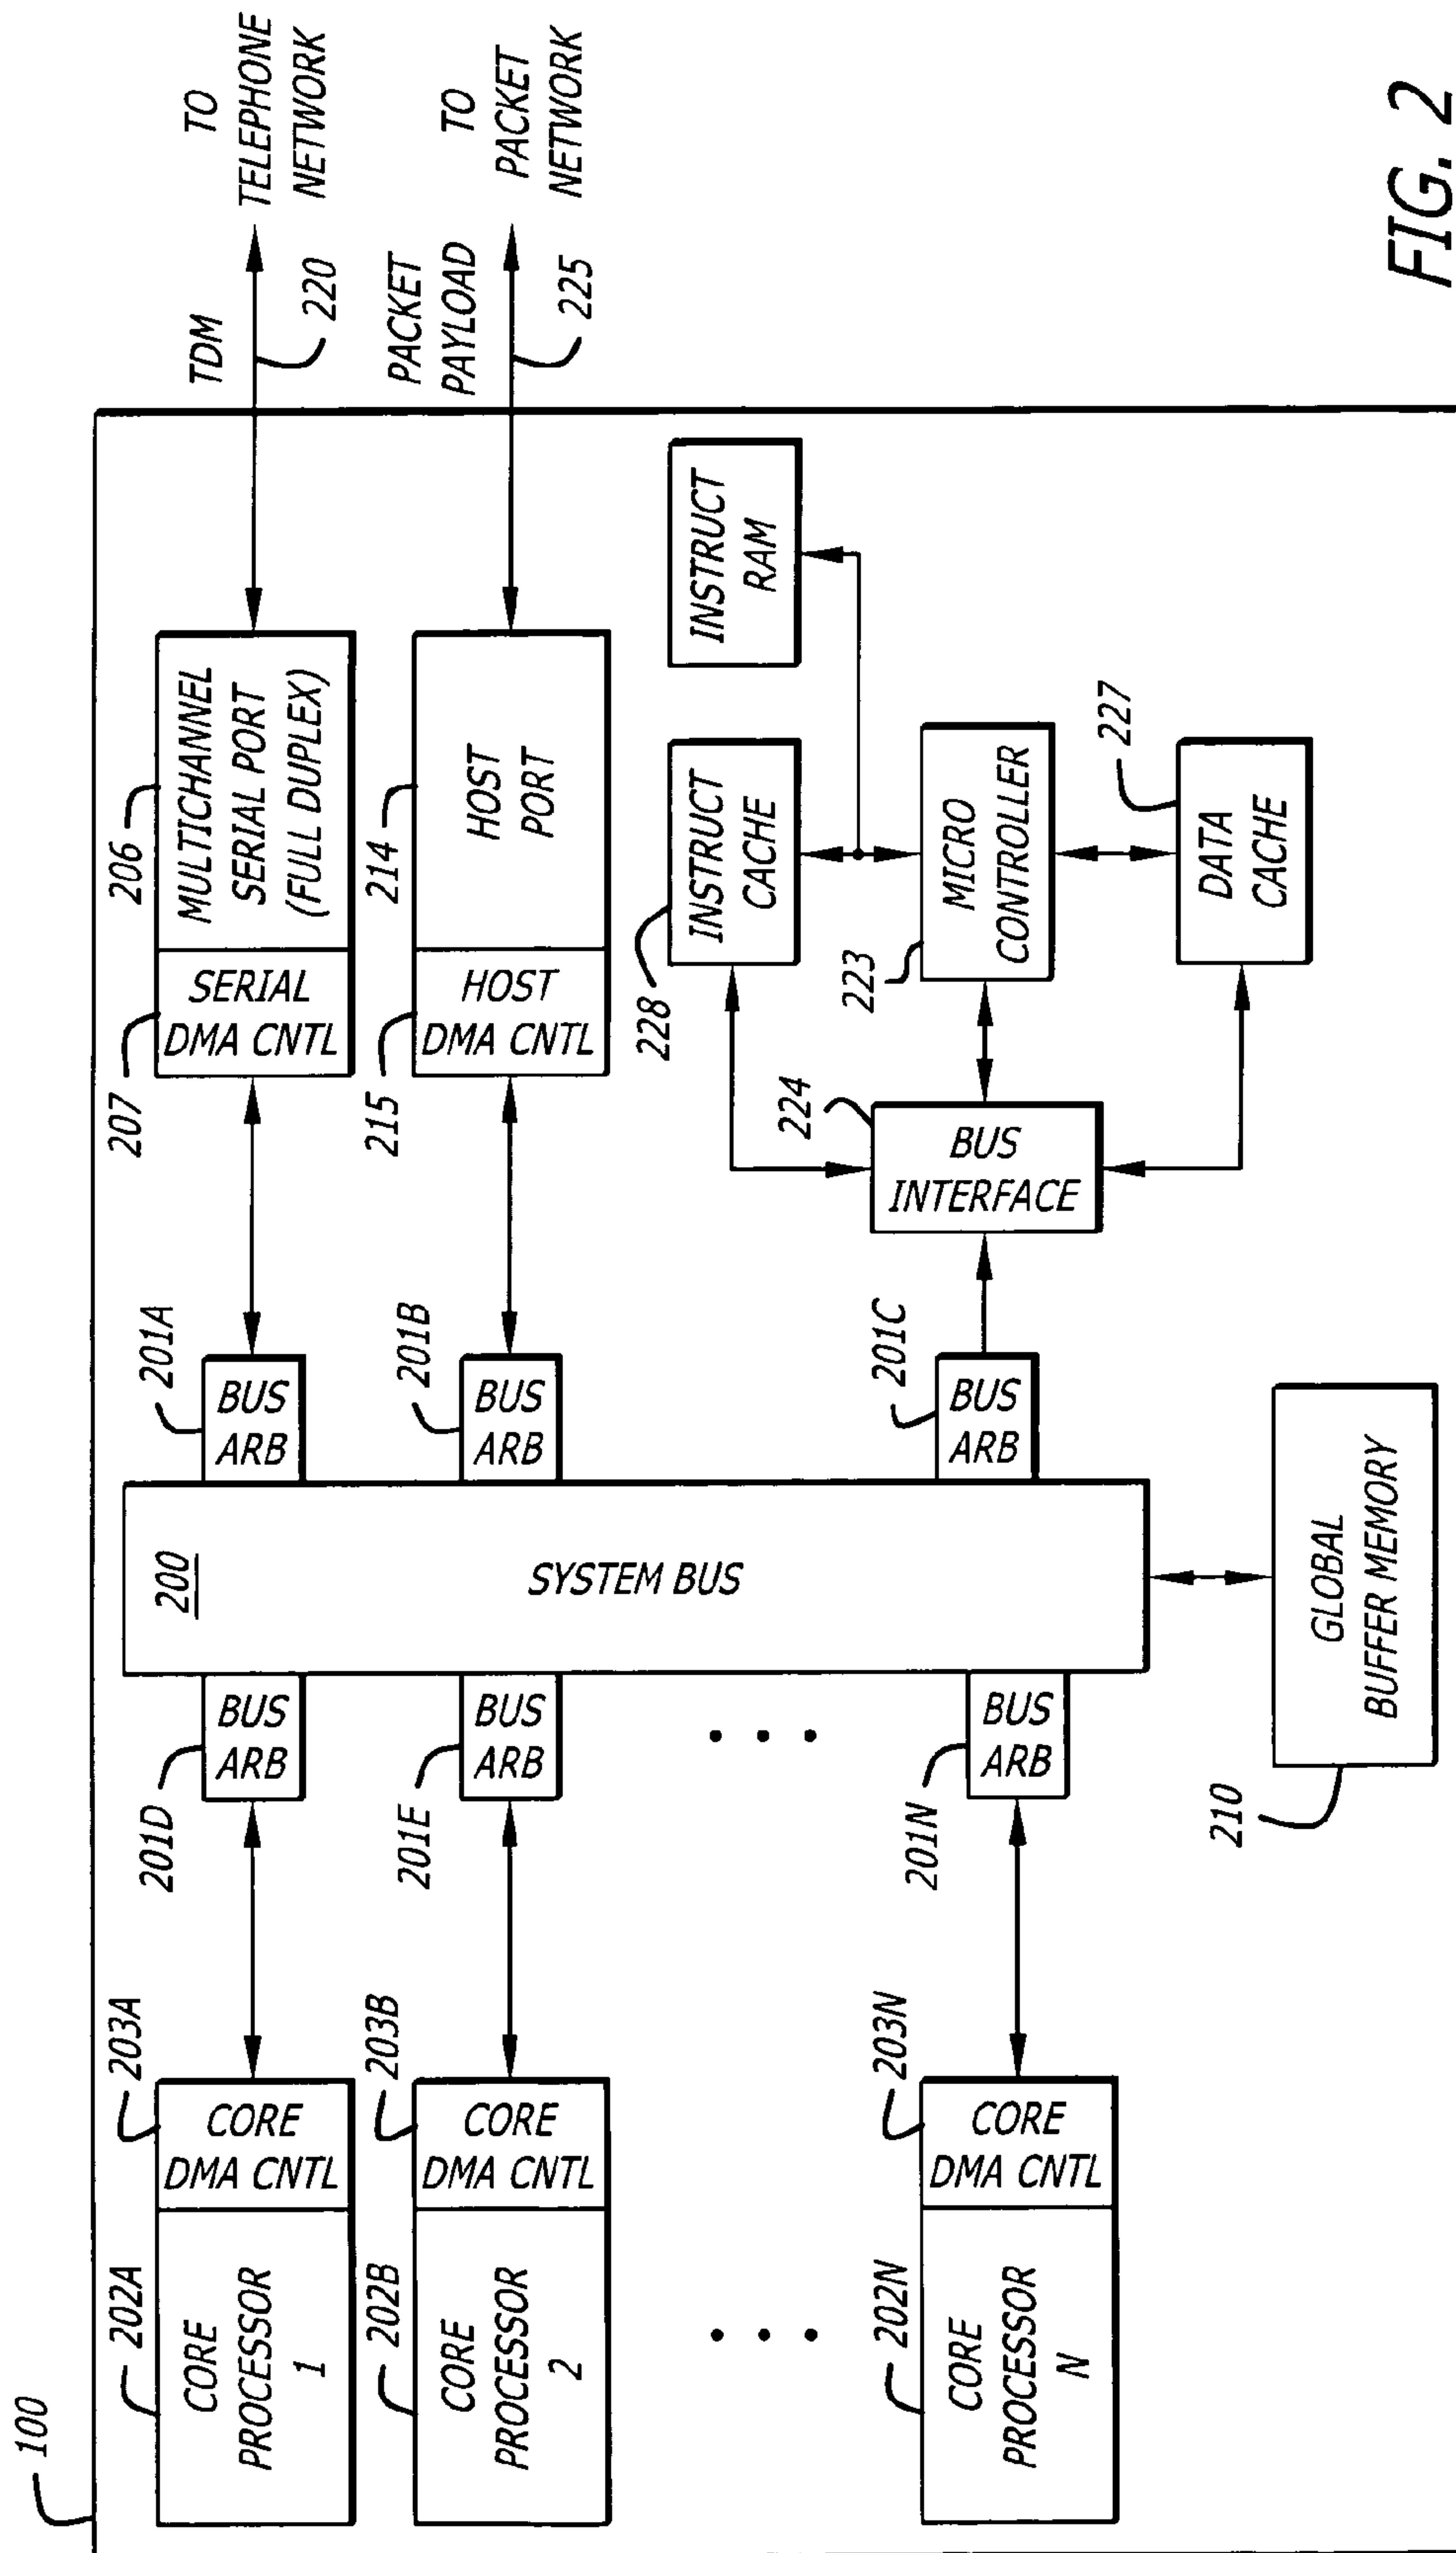 100
202A
CORE
PROCESSOR
1
203A
CORE
DMA CNTL
201D
BUS
ARB
200
SYSTEM BUS
201A
BUS
ARB
207
SERIAL
DMA CNTL
206
MULTICHANNEL
SERIAL PORT
(FULL DUPLEX)
TDM
220
TO
TELEPHONE
NETWORK
202B
CORE
PROCESSOR
2
203B
CORE
DMA CNTL
201E
BUS
ARB
201B
BUS
ARB
215
HOST
DMA CNTL
214
HOST
PORT
PACKET
PAYLOAD
225
TO
PACKET
NETWORK
228
INSTRUCT
CACHE
INSTRUCT
RAM
202N
CORE
PROCESSOR
N
203N
CORE
DMA CNTL
201N
BUS
ARB
201C
BUS
ARB
224
BUS
INTERFACE
223
MICRO
CONTROLLER
227
DATA
CACHE
210
GLOBAL
BUFFER MEMORY
FIG. 2